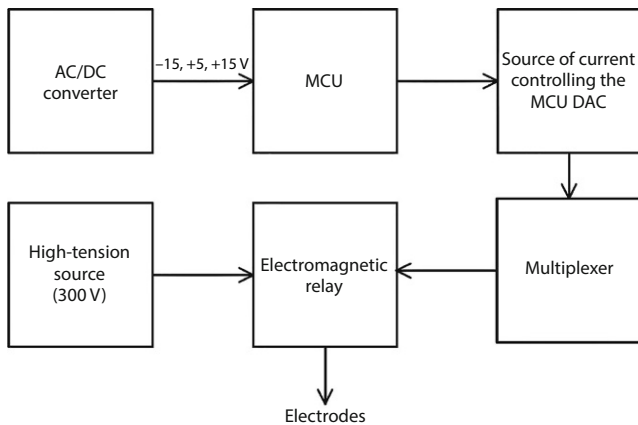 AC/DC
converter
–15, +5, +15 V
MCU
Source of current
controlling the
MCU DAC
High-tension
source
(300 V)
Electromagnetic
relay
Multiplexer
Electrodes